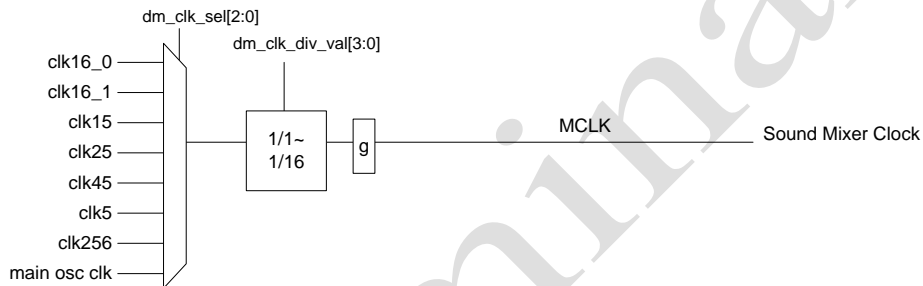 dm_clk_sel[2:0]
dm_clk_div_val[3:0]
clk16_0
clk16_1
clk15
clk25
clk45
clk5
clk256
main osc clk
1/1~
1/16
g
MCLK
Sound Mixer Clock
mina